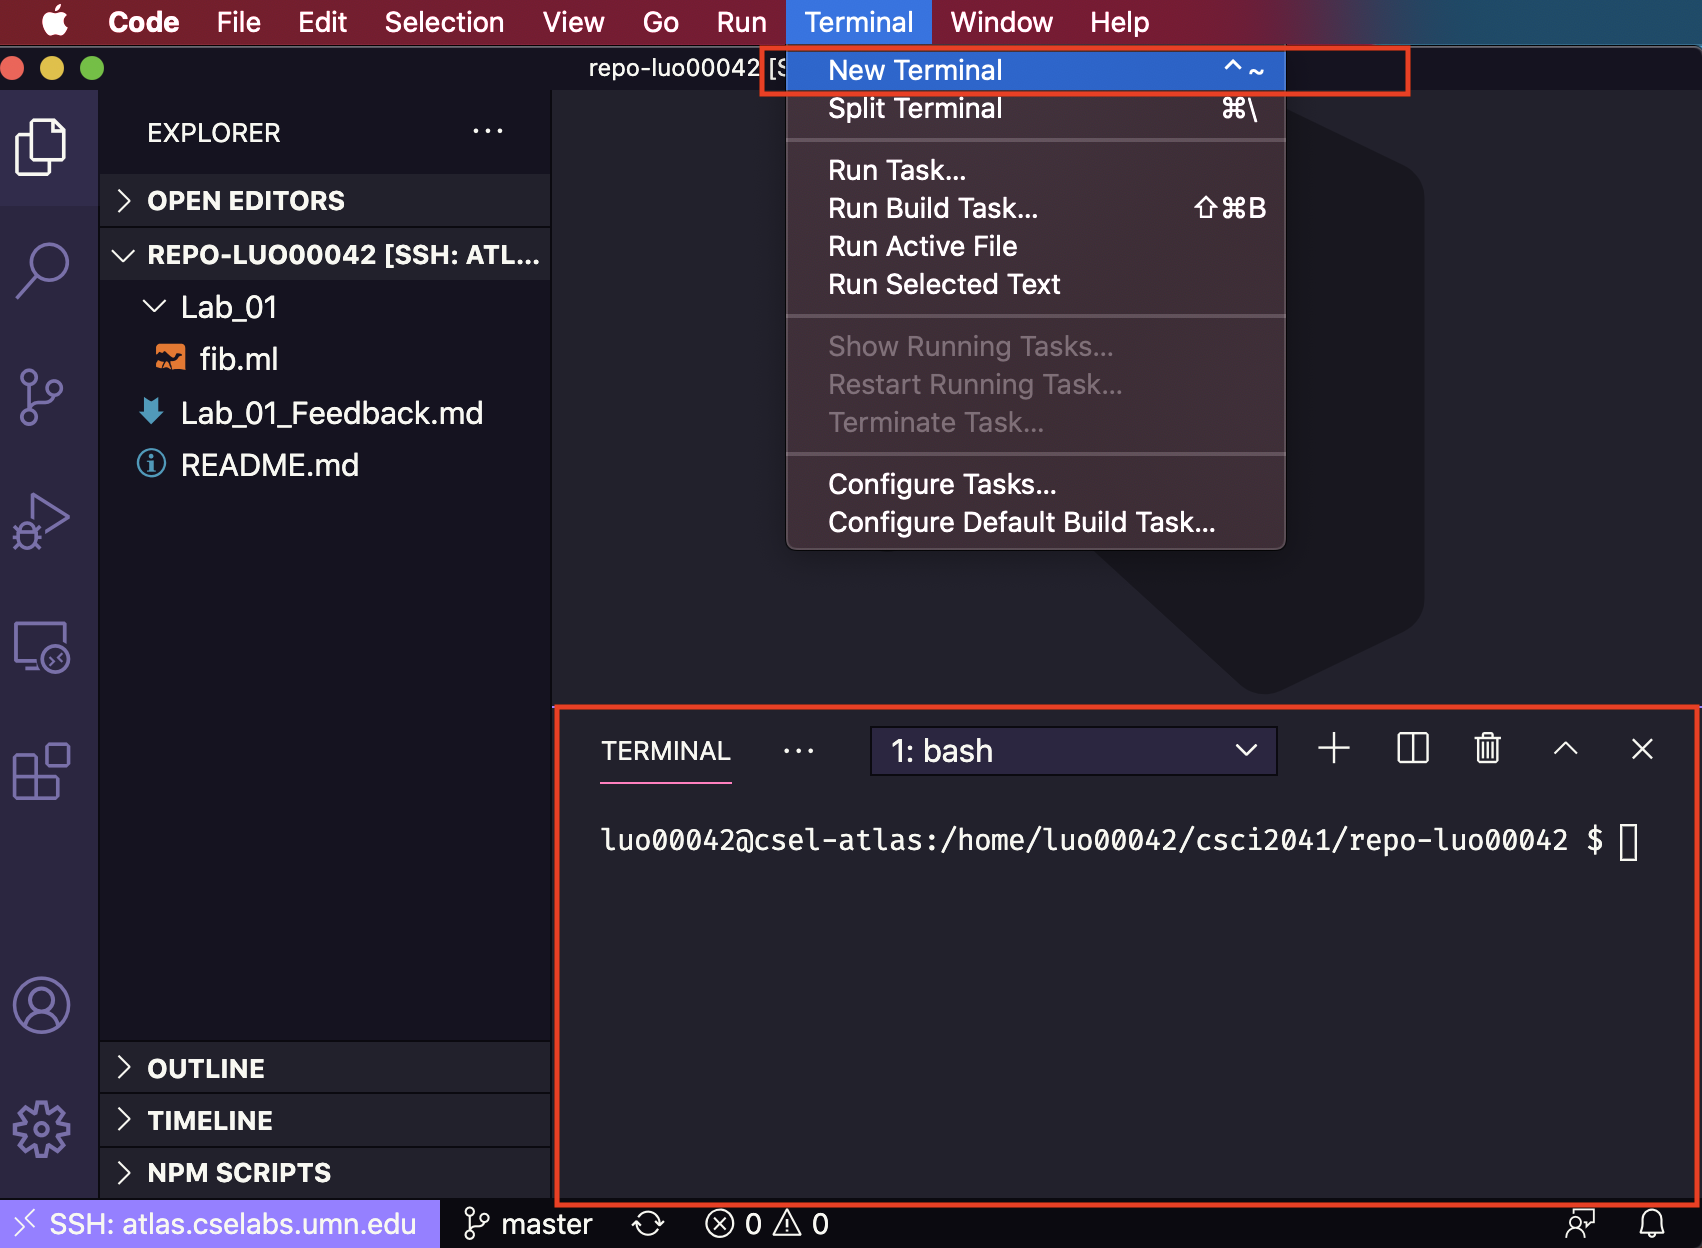 Code File Edit Selection View Go Run Terminal Window Help
repo-luo00042 [S
New Terminal ^ ~
Split Terminal ⌘\
Run Task...
Run Build Task... ⇧⌘B
Run Active File
Run Selected Text
Show Running Tasks...
Restart Running Task...
Terminate Task...
Configure Tasks...
Configure Default Build Task...
EXPLORER ...
OPEN EDITORS
REPO-LUO00042 [SSH: ATL...
Lab_01
fib.ml
Lab_01_Feedback.md
README.md
OUTLINE
TIMELINE
NPM SCRIPTS
TERMINAL ... 1: bash
luo00042@csel-atlas:/home/luo00042/csci2041/repo-luo00042 $
SSH: atlas.cselabs.umn.edu master 0 0